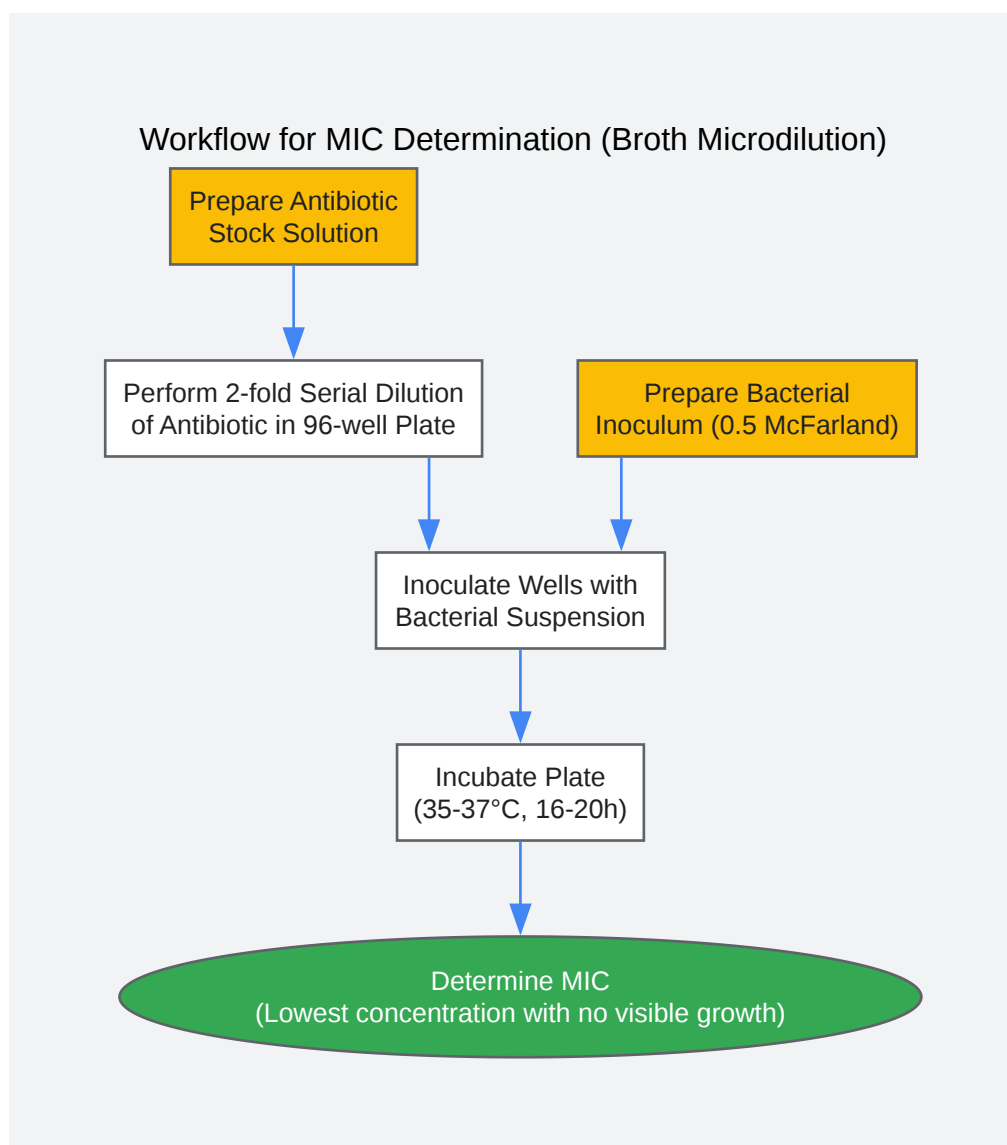 Workflow for MIC Determination (Broth Microdilution)
Prepare Antibiotic
Stock Solution
Perform 2-fold Serial Dilution
of Antibiotic in 96-well Plate
Prepare Bacterial
Inoculum (0.5 McFarland)
Inoculate Wells with
Bacterial Suspension
Incubate Plate
(35-37°C, 16-20h)
Determine MIC
(Lowest concentration with no visible growth)